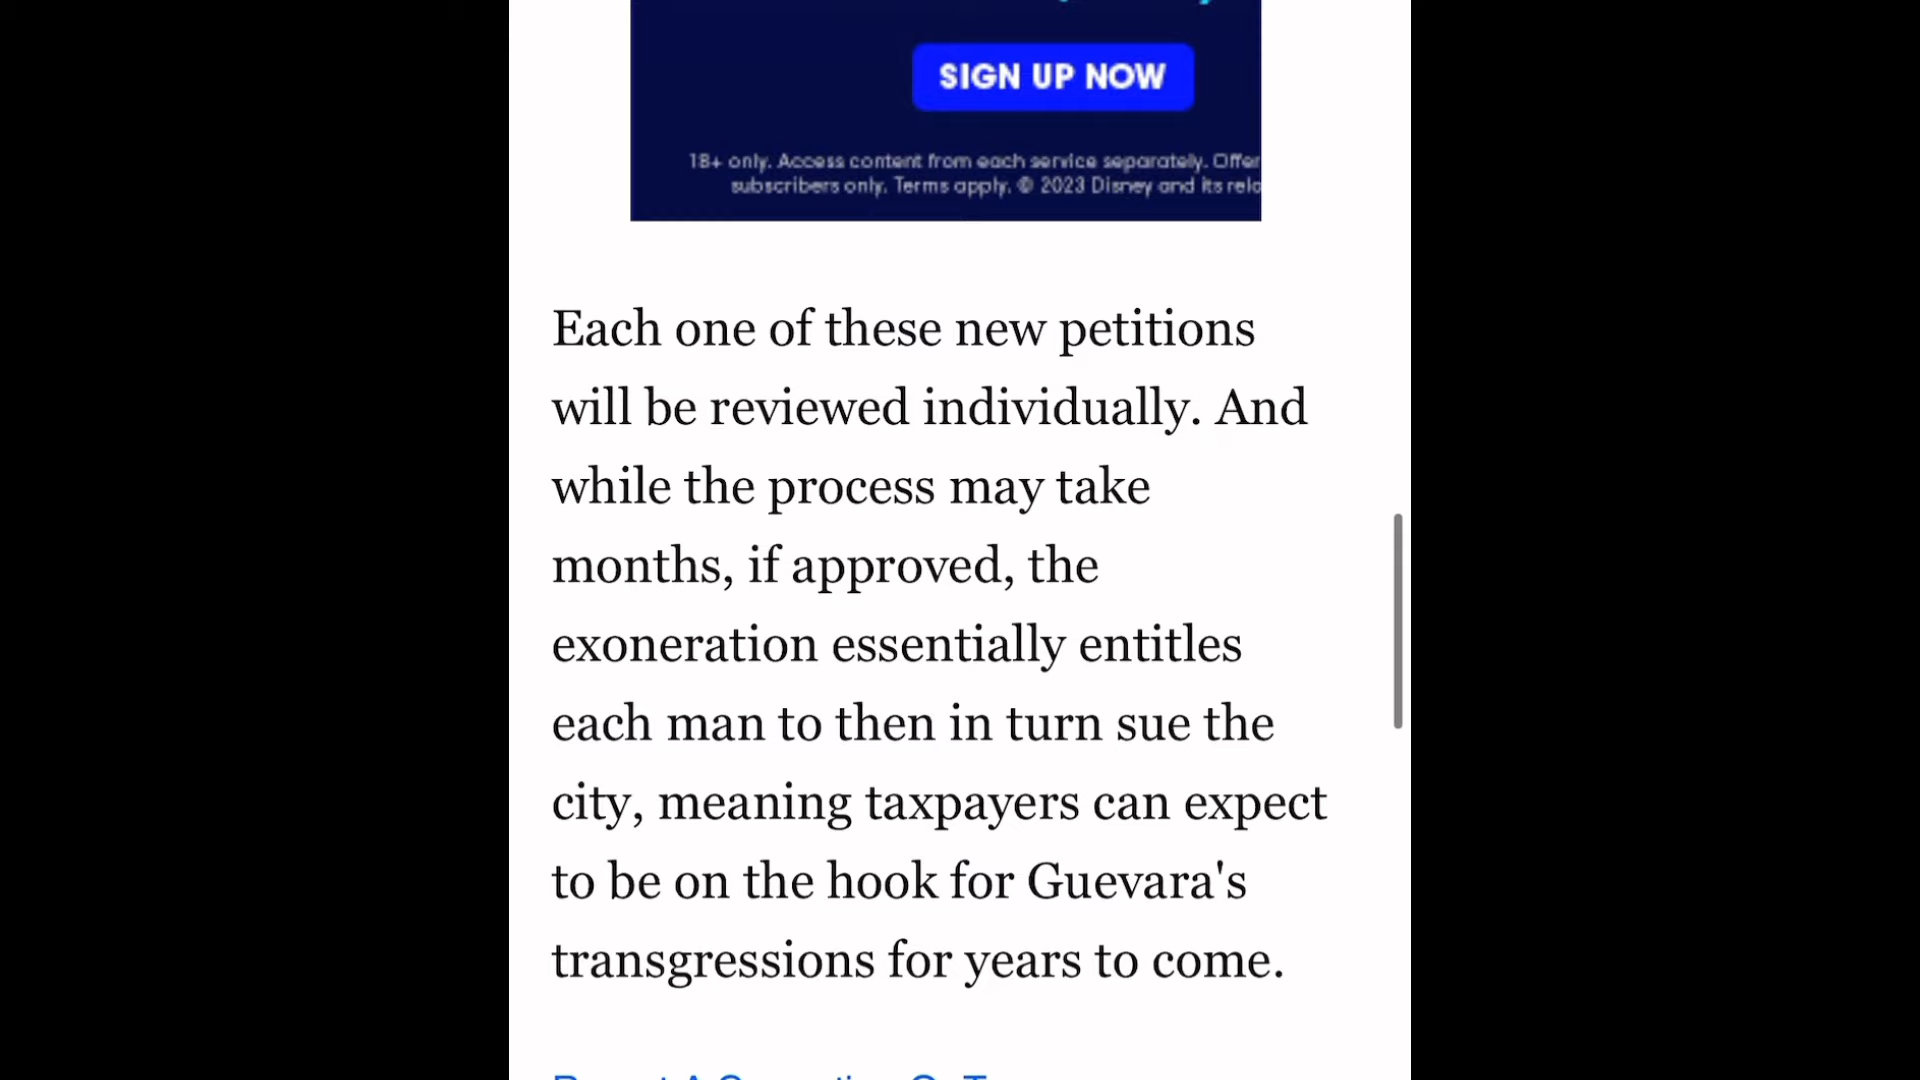 SIGN UP NOW
18+ only. Access content from each service separately. Offer
subscribers only. Terms apply. © 2023 Disney and its rela
Each one of these new petitions
will be reviewed individually. And
while the process may take
months, if approved, the
exoneration essentially entitles
each man to then in turn sue the
city, meaning taxpayers can expect
to be on the hook for Guevara's
transgressions for years to come.